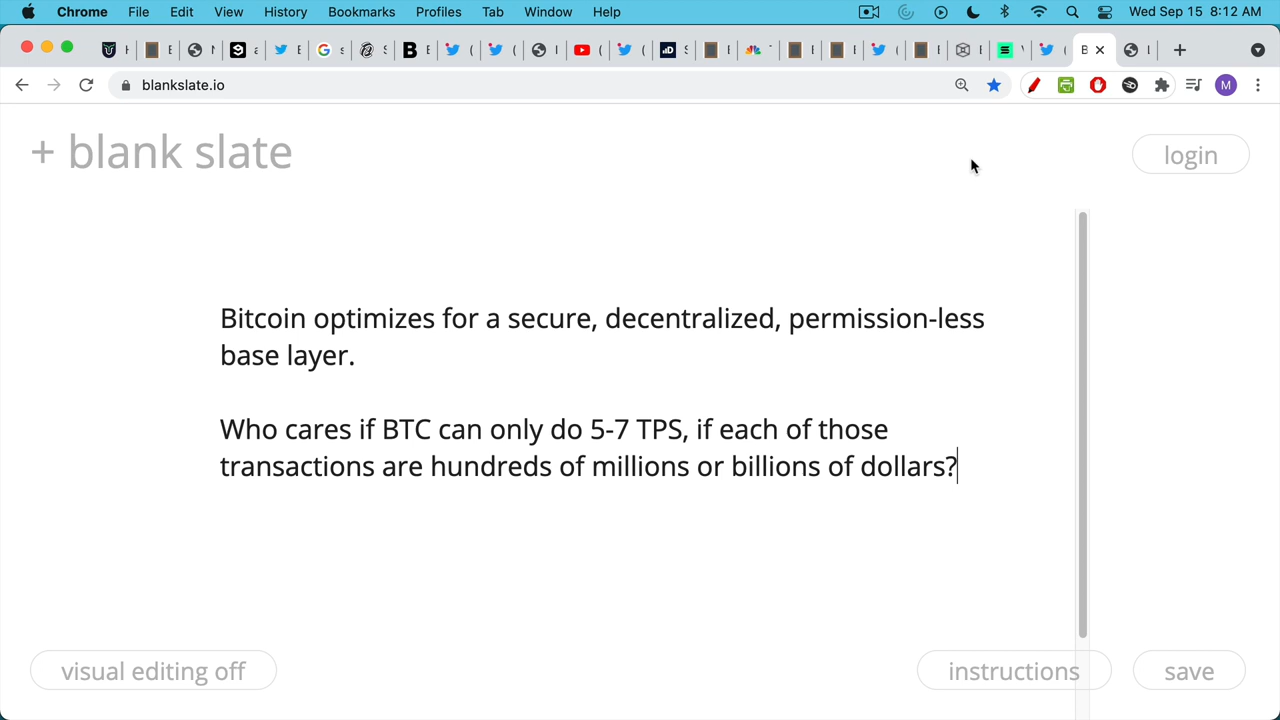 Chrome File Edit View History Bookmarks Profiles Tab Window Help Wed Sep 15 8:12 AM
blankslate.io
M
+ blank slate
login
Bitcoin optimizes for a secure, decentralized, permission-less
base layer.
Who cares if BTC can only do 5-7 TPS, if each of those
transactions are hundreds of millions or billions of dollars?
visual editing off
instructions
save